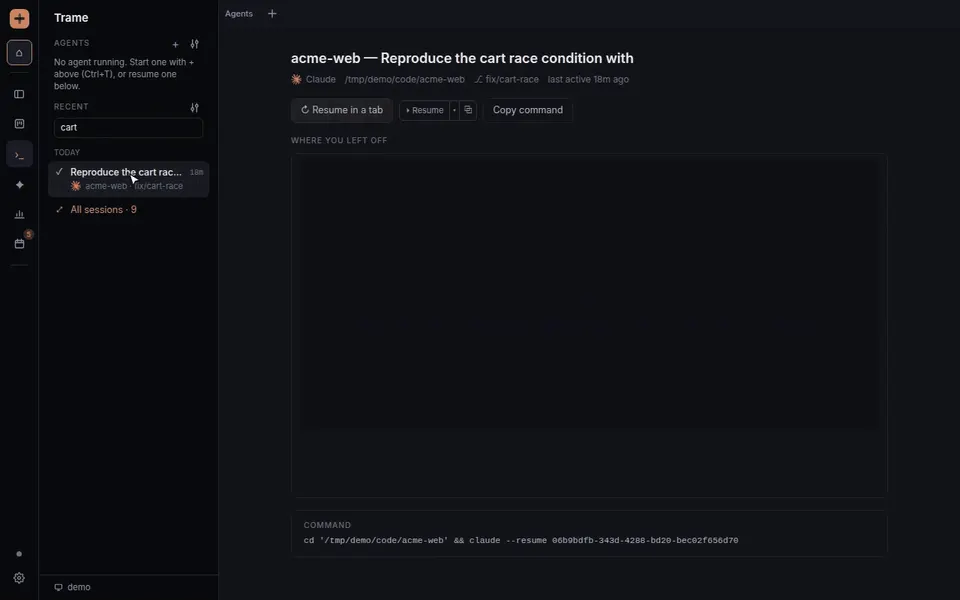 Trame
AGENTS
No agent running. Start one with +
above (Ctrl+T), or resume one
below.
RECENT
cart
TODAY
Reproduce the cart rac... 18m
acme-web · fix/cart-race
All sessions · 9
5
demo
Agents
acme-web — Reproduce the cart race condition with
Claude /tmp/demo/code/acme-web fix/cart-race last active 18m ago
Resume in a tab Resume Copy command
WHERE YOU LEFT OFF
COMMAND
cd '/tmp/demo/code/acme-web' && claude --resume 06b9bdfb-343d-4288-bd20-bec02f656d70